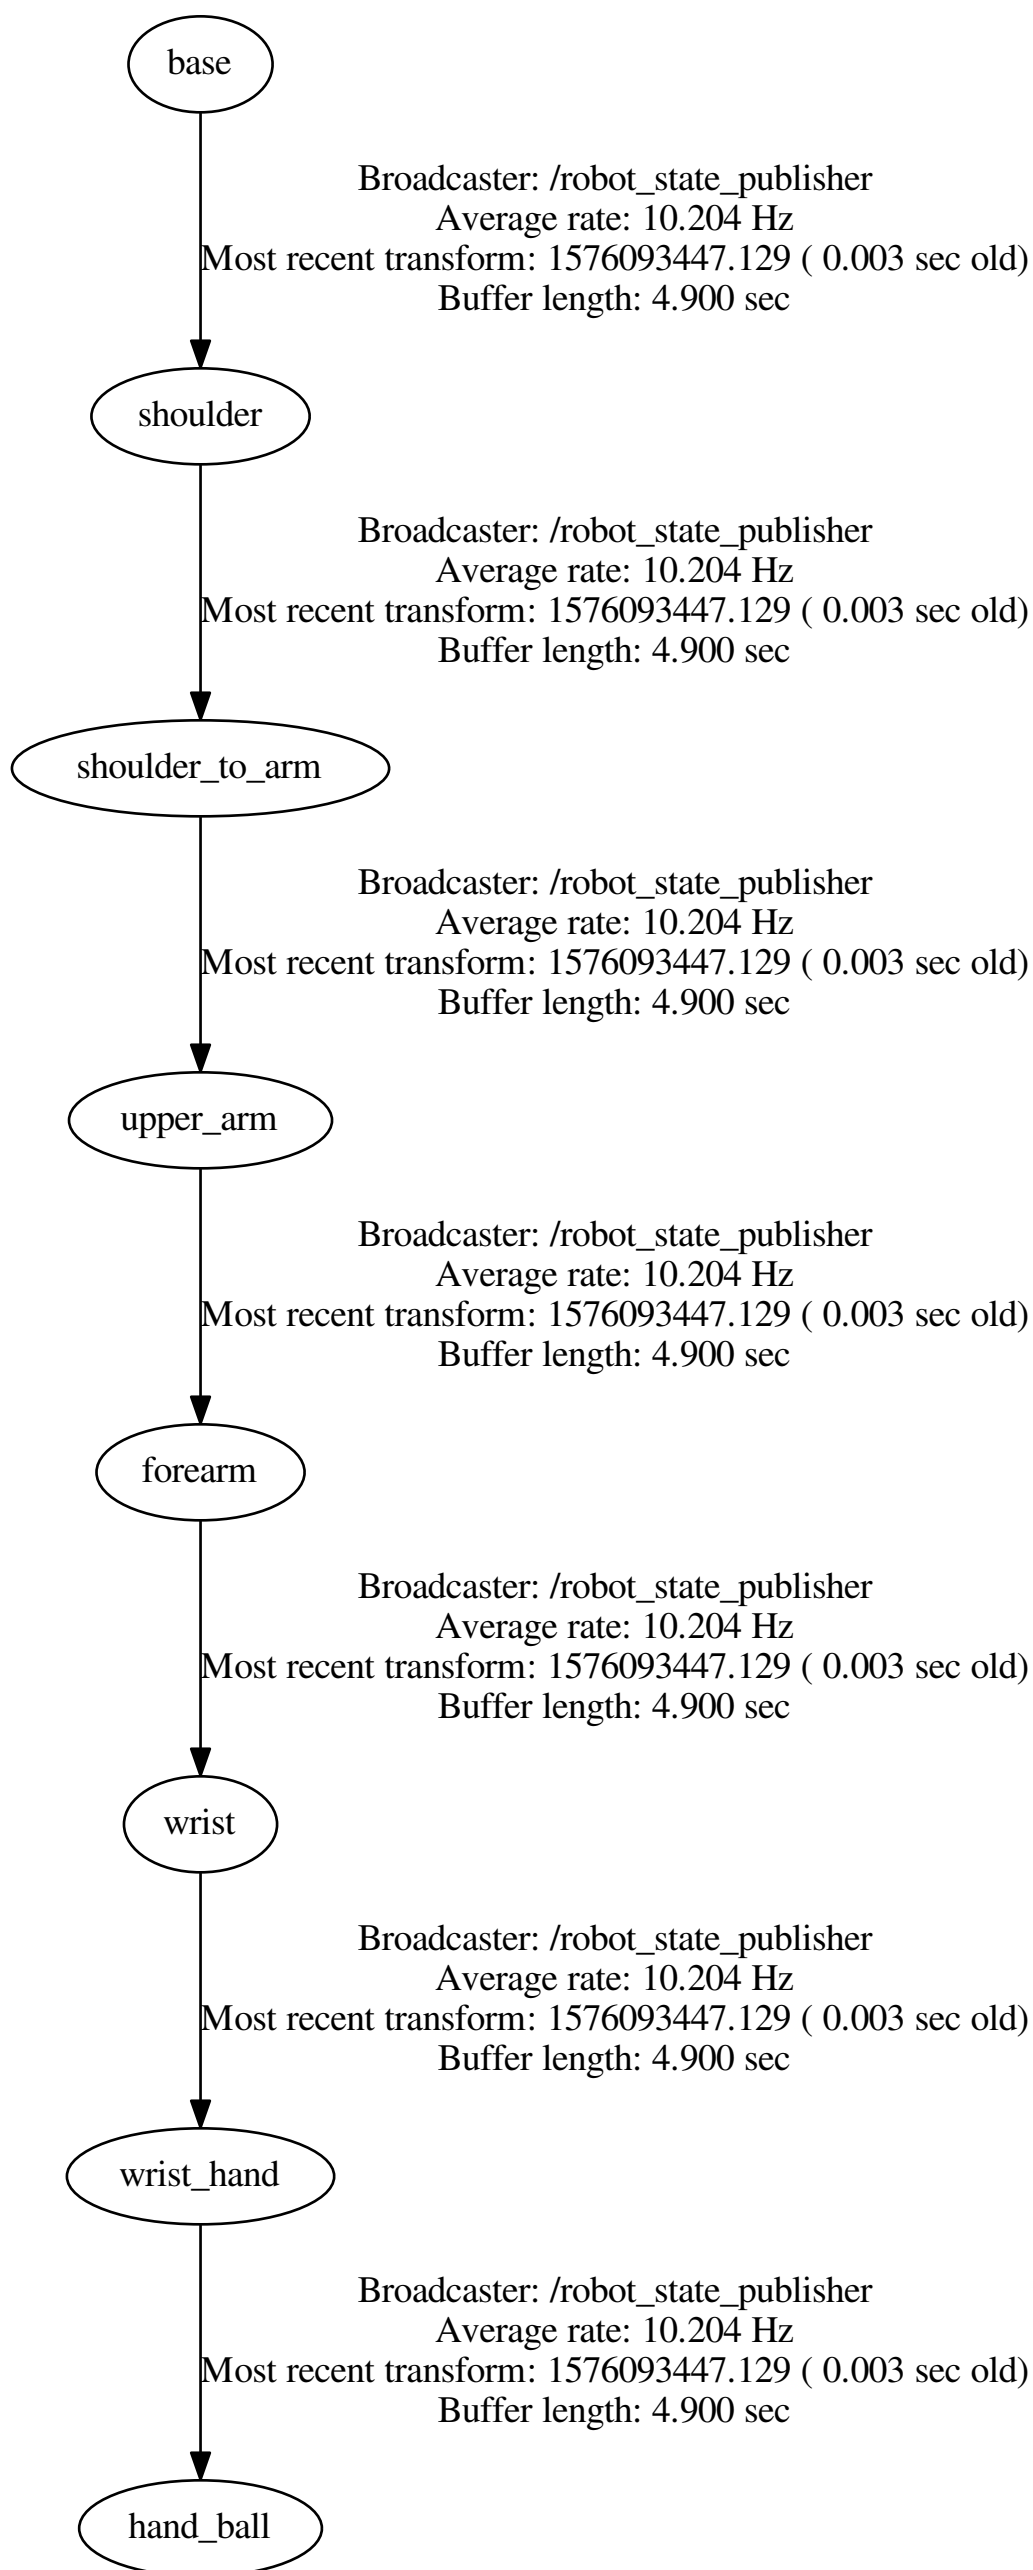 base
Broadcaster: /robot_state_publisher
Average rate: 10.204 Hz
Most recent transform: 1576093447.129 ( 0.003 sec old)
Buffer length: 4.900 sec
shoulder
Broadcaster: /robot_state_publisher
Average rate: 10.204 Hz
Most recent transform: 1576093447.129 ( 0.003 sec old)
Buffer length: 4.900 sec
shoulder_to_arm
Broadcaster: /robot_state_publisher
Average rate: 10.204 Hz
Most recent transform: 1576093447.129 ( 0.003 sec old)
Buffer length: 4.900 sec
upper_arm
Broadcaster: /robot_state_publisher
Average rate: 10.204 Hz
Most recent transform: 1576093447.129 ( 0.003 sec old)
Buffer length: 4.900 sec
forearm
Broadcaster: /robot_state_publisher
Average rate: 10.204 Hz
Most recent transform: 1576093447.129 ( 0.003 sec old)
Buffer length: 4.900 sec
wrist
Broadcaster: /robot_state_publisher
Average rate: 10.204 Hz
Most recent transform: 1576093447.129 ( 0.003 sec old)
Buffer length: 4.900 sec
wrist_hand
Broadcaster: /robot_state_publisher
Average rate: 10.204 Hz
Most recent transform: 1576093447.129 ( 0.003 sec old)
Buffer length: 4.900 sec
hand_ball